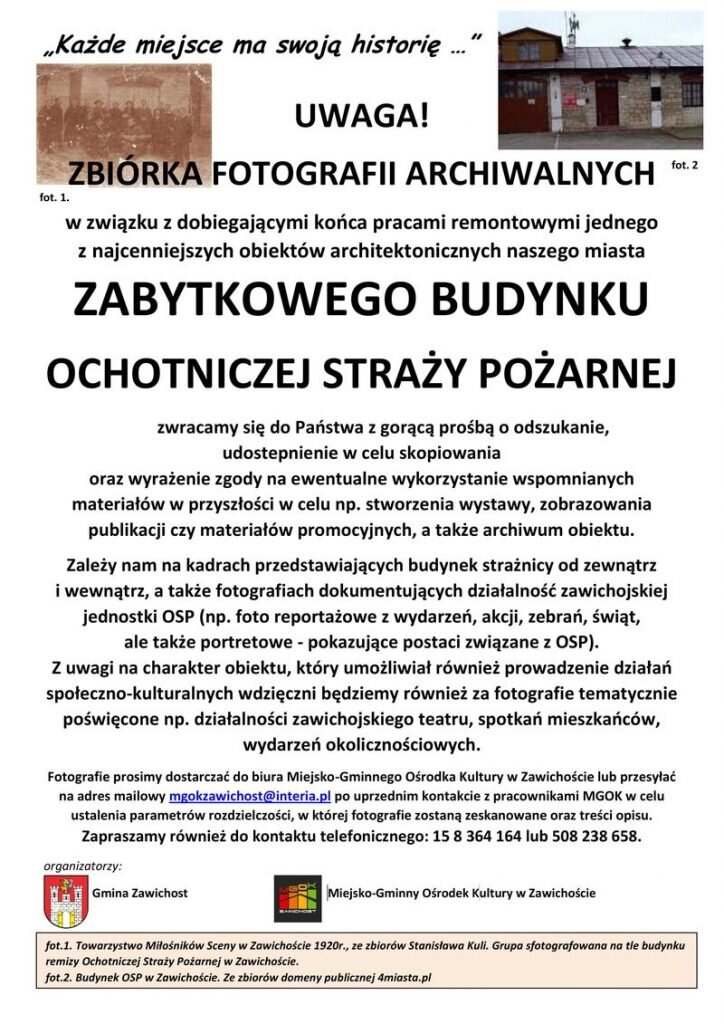 „Każde miejsce ma swoją historię …”
UWAGA!
ZBIÓRKA FOTOGRAFII ARCHIWALNYCH
fot. 2
fot. 1.
w związku z dobiegającymi końca pracami remontowymi jednego
z najcenniejszych obiektów architektonicznych naszego miasta
ZABYTKOWEGO BUDYNKU
OCHOTNICZEJ STRAŻY POŻARNEJ
zwracamy się do Państwa z gorącą prośbą o odszukanie,
udostepnienie w celu skopiowania
oraz wyrażenie zgody na ewentualne wykorzystanie wspomnianych
materiałów w przyszłości w celu np. stworzenia wystawy, zobrazowania
publikacji czy materiałów promocyjnych, a także archiwum obiektu.
Zależy nam na kadrach przedstawiających budynek strażnicy od zewnątrz
i wewnątrz, a także fotografiach dokumentujących działalność zawichojskiej
jednostki OSP (np. foto reportażowe z wydarzeń, akcji, zebrań, świąt,
ale także portretowe - pokazujące postaci związane z OSP).
Z uwagi na charakter obiektu, który umożliwiał również prowadzenie działań
społeczno-kulturalnych wdzięczni będziemy również za fotografie tematycznie
poświęcone np. działalności zawichojskiego teatru, spotkań mieszkańców,
wydarzeń okolicznościowych.
Fotografie prosimy dostarczać do biura Miejsko-Gminnego Ośrodka Kultury w Zawichoście lub przesyłać
na adres mailowy mgokzawichost@interia.pl po uprzednim kontakcie z pracownikami MGOK w celu
ustalenia parametrów rozdzielczości, w której fotografie zostaną zeskanowane oraz treści opisu.
Zapraszamy również do kontaktu telefonicznego: 15 8 364 164 lub 508 238 658.
organizatorzy:
Gmina Zawichost
MGOK
ZAWICHOST
Miejsko-Gminny Ośrodek Kultury w Zawichoście
fot.1. Towarzystwo Miłośników Sceny w Zawichoście 1920r., ze zbiorów Stanisława Kuli. Grupa sfotografowana na tle budynku
remizy Ochotniczej Straży Pożarnej w Zawichoście.
fot.2. Budynek OSP w Zawichoście. Ze zbiorów domeny publicznej 4miasta.pl